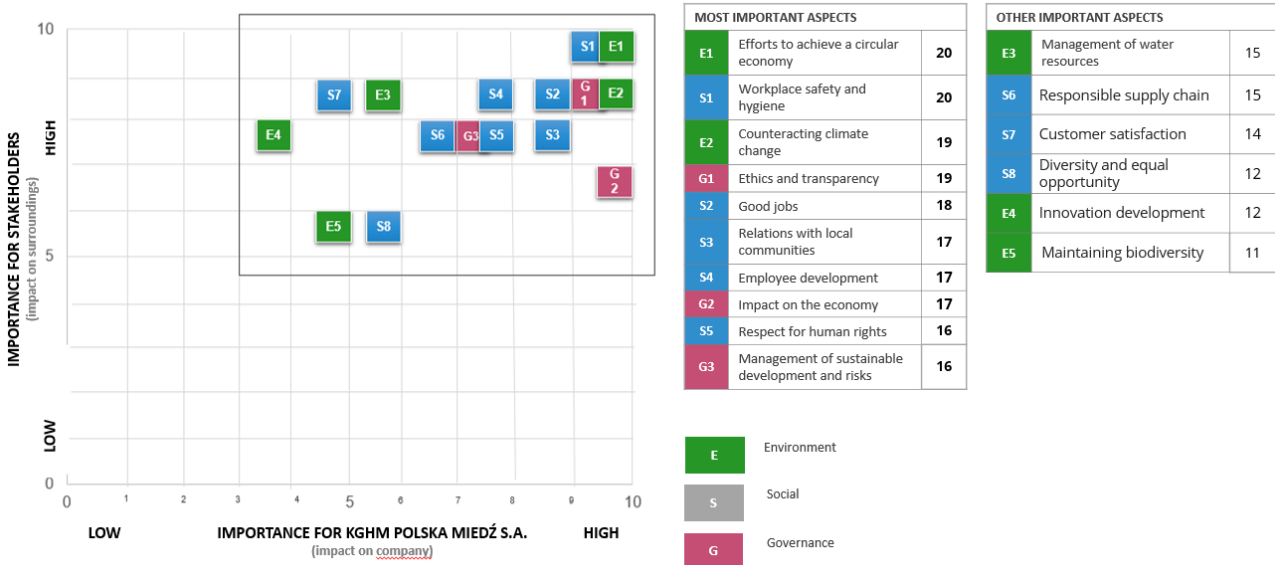 10
IMPORTANCE FOR STAKEHOLDERS
(impact on surroundings)
HIGH
LOW
5
0
S1
E1
S7
E3
S4
S2
G
1
E2
E4
S6
G3
S5
S3
G
2
E5
S8
0
1
2
3
4
5
6
7
8
9
10
LOW
IMPORTANCE FOR KGHM POLSKA MIEDŹ S.A.
HIGH
(impact on company)
MOST IMPORTANT ASPECTS
E1 Efforts to achieve a circular
economy 20
S1 Workplace safety and
hygiene 20
E2 Counteracting climate
change 19
G1 Ethics and transparency 19
S2 Good jobs 18
S3 Relations with local
communities 17
S4 Employee development 17
G2 Impact on the economy 17
S5 Respect for human rights 16
G3 Management of sustainable
development and risks 16
OTHER IMPORTANT ASPECTS
E3 Management of water
resources 15
S6 Responsible supply chain 15
S7 Customer satisfaction 14
S8 Diversity and equal
opportunity 12
E4 Innovation development 12
E5 Maintaining biodiversity 11
E Environment
S Social
G Governance